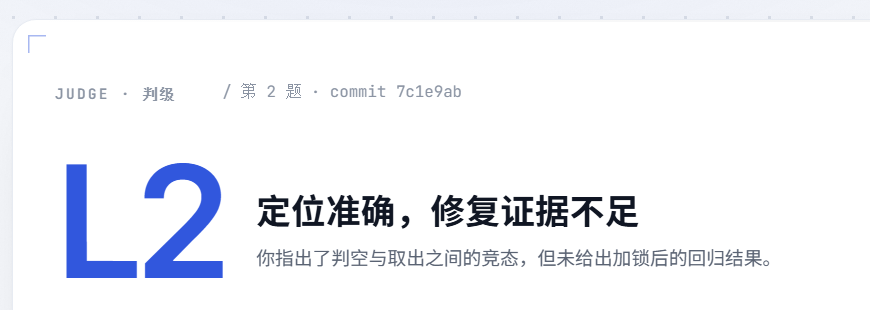 JUDGE · 判级 / 第 2 题 · commit 7c1e9ab
L2
定位准确，修复证据不足
你指出了判空与取出之间的竞态，但未给出加锁后的回归结果。